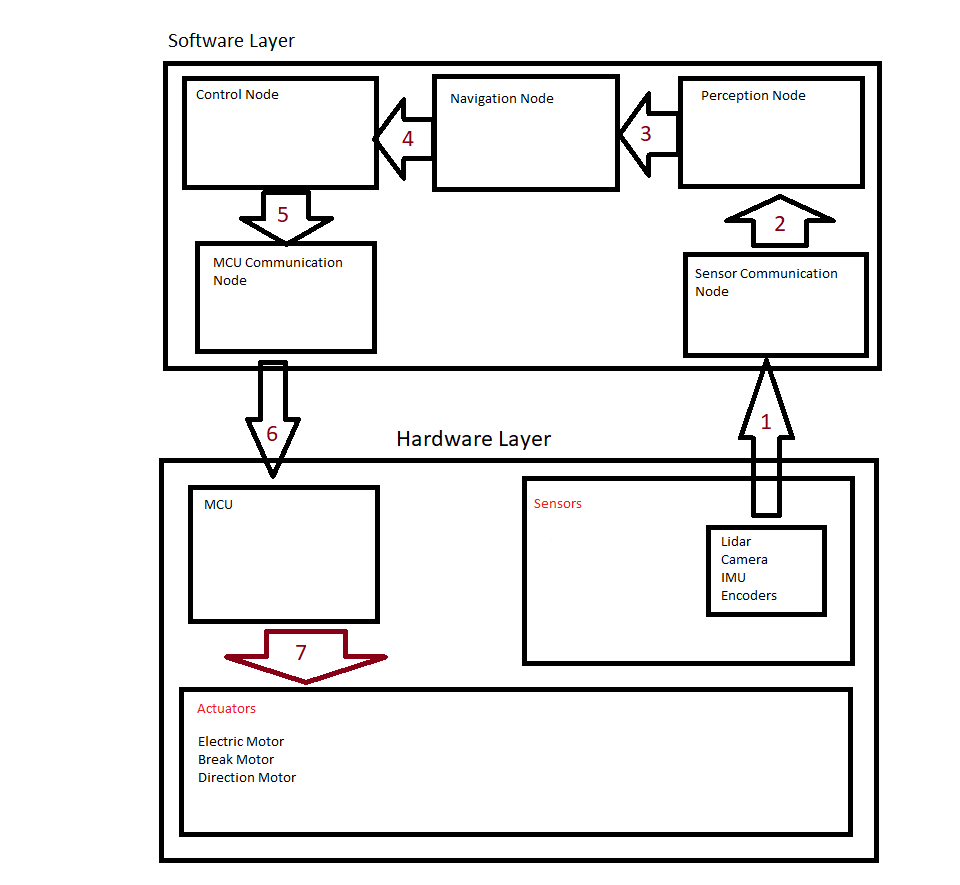 Software Layer
Control Node
Navigation Node
Perception Node
4
3
5
2
MCU Communication
Node
Sensor Communication
Node
6
1
Hardware Layer
MCU
Sensors
Lidar
Camera
IMU
Encoders
7
Actuators
Electric Motor
Break Motor
Direction Motor